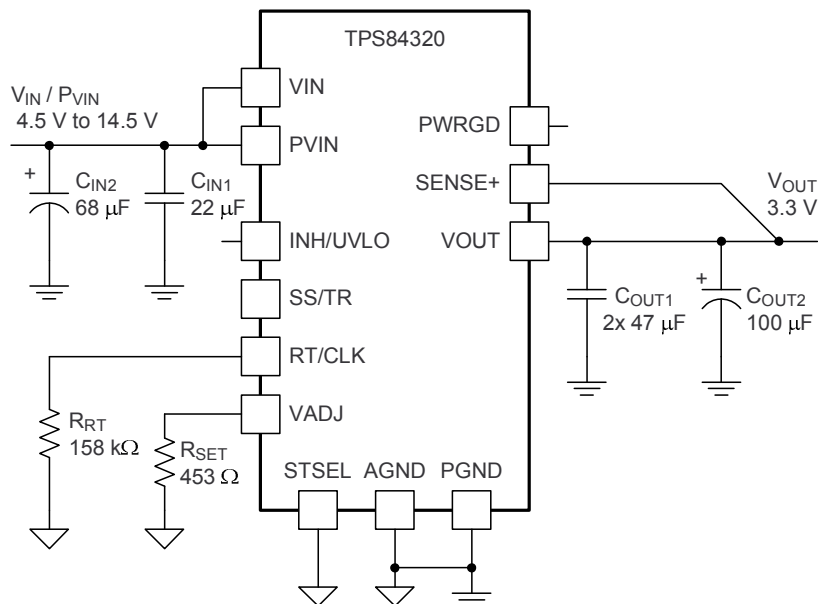 TPS84320
VIN
V_IN / P_VIN
4.5 V to 14.5 V
PWRGD
PVIN
+
C_IN2
68 μF
C_IN1
22 μF
SENSE+
V_OUT
3.3 V
INH/UVLO
VOUT
SS/TR
C_OUT1
2x 47 μF
+
C_OUT2
100 μF
RT/CLK
VADJ
R_RT
158 kΩ
R_SET
453 Ω
STSEL AGND PGND